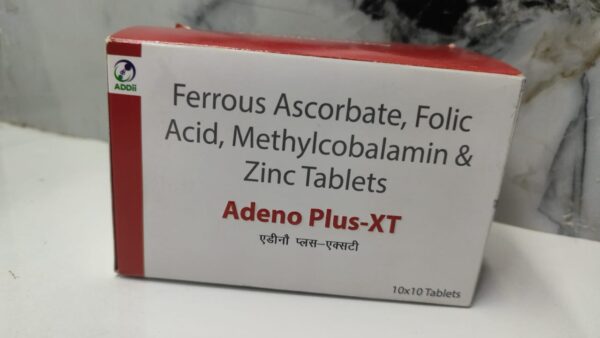 ADDii
Ferrous Ascorbate, Folic
Acid, Methylcobalamin &
Zinc Tablets
Adeno Plus-XT
एडीनौ प्लस-एक्सटी
10x10 Tablets